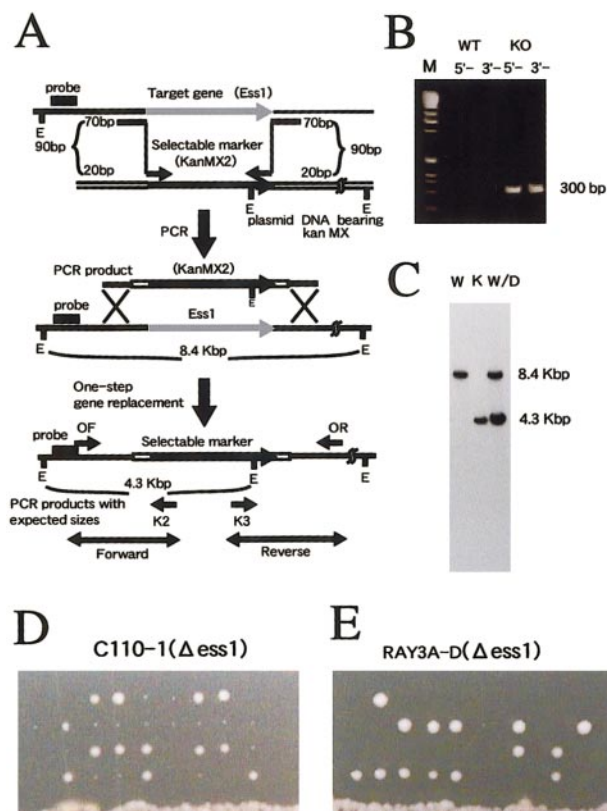 A
probe
Target gene (Ess1)
E
70bp
70bp
90bp
Selectable marker
(KanMX2)
90bp
20bp
20bp
E
E
plasmid DNA bearing
kan MX
PCR
PCR product
(KanMX2)
E
probe
Ess1
E
E
8.4 Kbp
One-step
gene replacement
probe
OF
Selectable marker
OR
E
E
E
4.3 Kbp
PCR products with
expected sizes
K2
K3
Forward
Reverse
B
WT KO
M 5'- 3'- 5'- 3'-
300 bp
C
W K W/D
8.4 Kbp
4.3 Kbp
D
C110-1(Δess1)
E
RAY3A-D(Δess1)